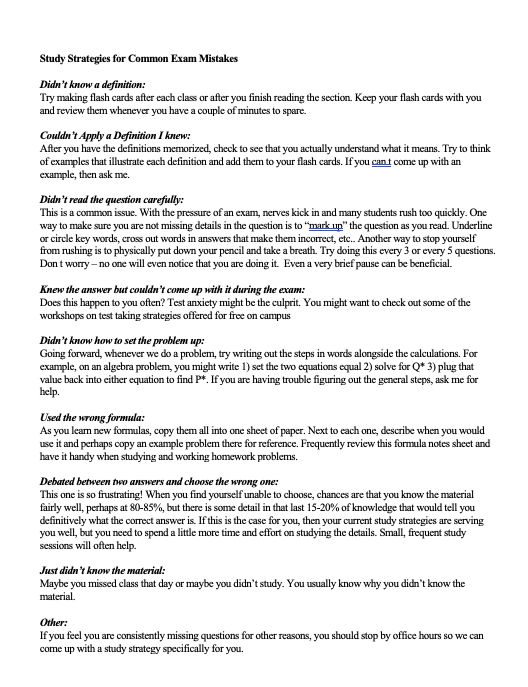 Study Strategies for Common Exam Mistakes
Didn't know a definition:
Try making flash cards after each class or after you finish reading the section. Keep your flash cards with you
and review them whenever you have a couple of minutes to spare.
Couldn't Apply a Definition I knew:
After you have the definitions memorized, check to see that you actually understand what it means. Try to think
of examples that illustrate each definition and add them to your flash cards. If you can.t come up with an
example, then ask me.
Didn't read the question carefully:
This is a common issue. With the pressure of an exam, nerves kick in and many students rush too quickly. One
way to make sure you are not missing details in the question is to “mark.up” the question as you read. Underline
or circle key words, cross out words in answers that make them incorrect, etc.. Another way to stop yourself
from rushing is to physically put down your pencil and take a breath. Try doing this every 3 or every 5 questions.
Don t worry – no one will even notice that you are doing it.  Even a very brief pause can be beneficial.
Knew the answer but couldn't come up with it during the exam:
Does this happen to you often? Test anxiety might be the culprit. You might want to check out some of the
workshops on test taking strategies offered for free on campus
Didn't know how to set the problem up:
Going forward, whenever we do a problem, try writing out the steps in words alongside the calculations. For
example, on an algebra problem, you might write 1) set the two equations equal 2) solve for Q* 3) plug that
value back into either equation to find P*. If you are having trouble figuring out the general steps, ask me for
help.
Used the wrong formula:
As you learn new formulas, copy them all into one sheet of paper. Next to each one, describe when you would
use it and perhaps copy an example problem there for reference. Frequently review this formula notes sheet and
have it handy when studying and working homework problems.
Debated between two answers and choose the wrong one:
This one is so frustrating! When you find yourself unable to choose, chances are that you know the material
fairly well, perhaps at 80-85%, but there is some detail in that last 15-20% of knowledge that would tell you
definitively what the correct answer is. If this is the case for you, then your current study strategies are serving
you well, but you need to spend a little more time and effort on studying the details. Small, frequent study
sessions will often help.
Just didn't know the material:
Maybe you missed class that day or maybe you didn't study. You usually know why you didn't know the
material.
Other:
If you feel you are consistently missing questions for other reasons, you should stop by office hours so we can
come up with a study strategy specifically for you.